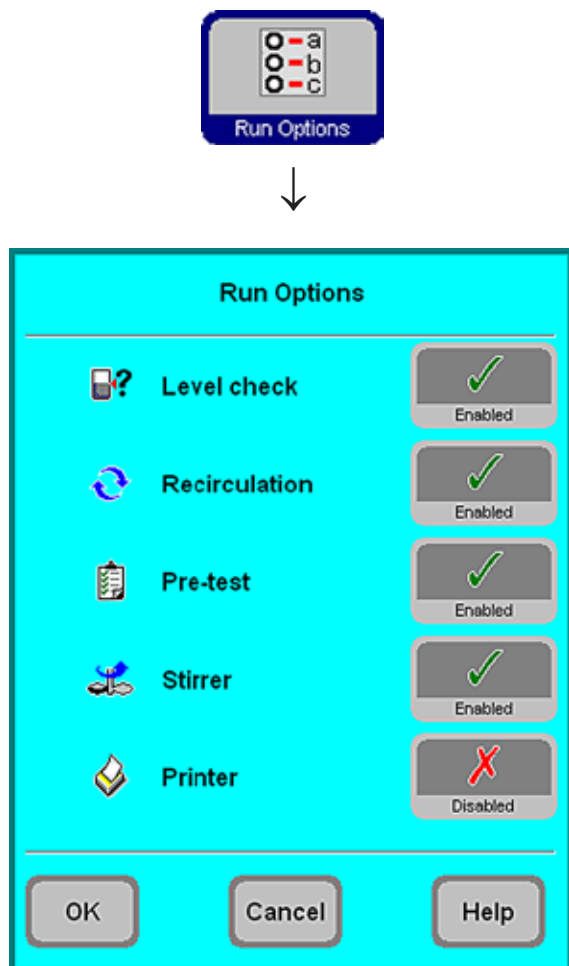 a
b
c
Run Options
↓
Run Options
? Level check
Enabled
Recirculation
Enabled
Pre-test
Enabled
Stirrer
Enabled
Printer
Disabled
OK Cancel Help